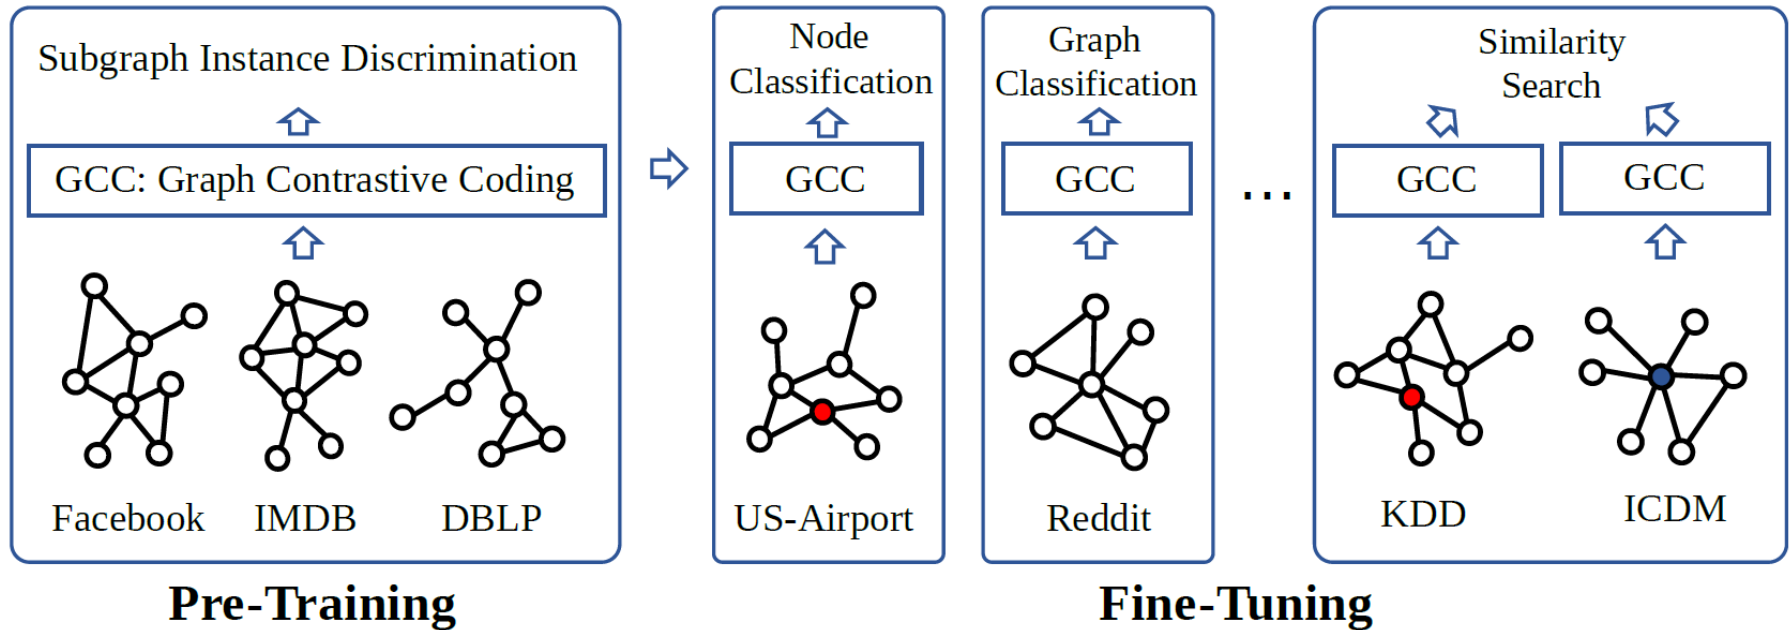 Subgraph Instance Discrimination
GCC: Graph Contrastive Coding
Facebook
IMDB
DBLP
Pre-Training
Node
Classification
GCC
US-Airport
Graph
Classification
GCC
Reddit
...
Similarity
Search
GCC
GCC
KDD
ICDM
Fine-Tuning